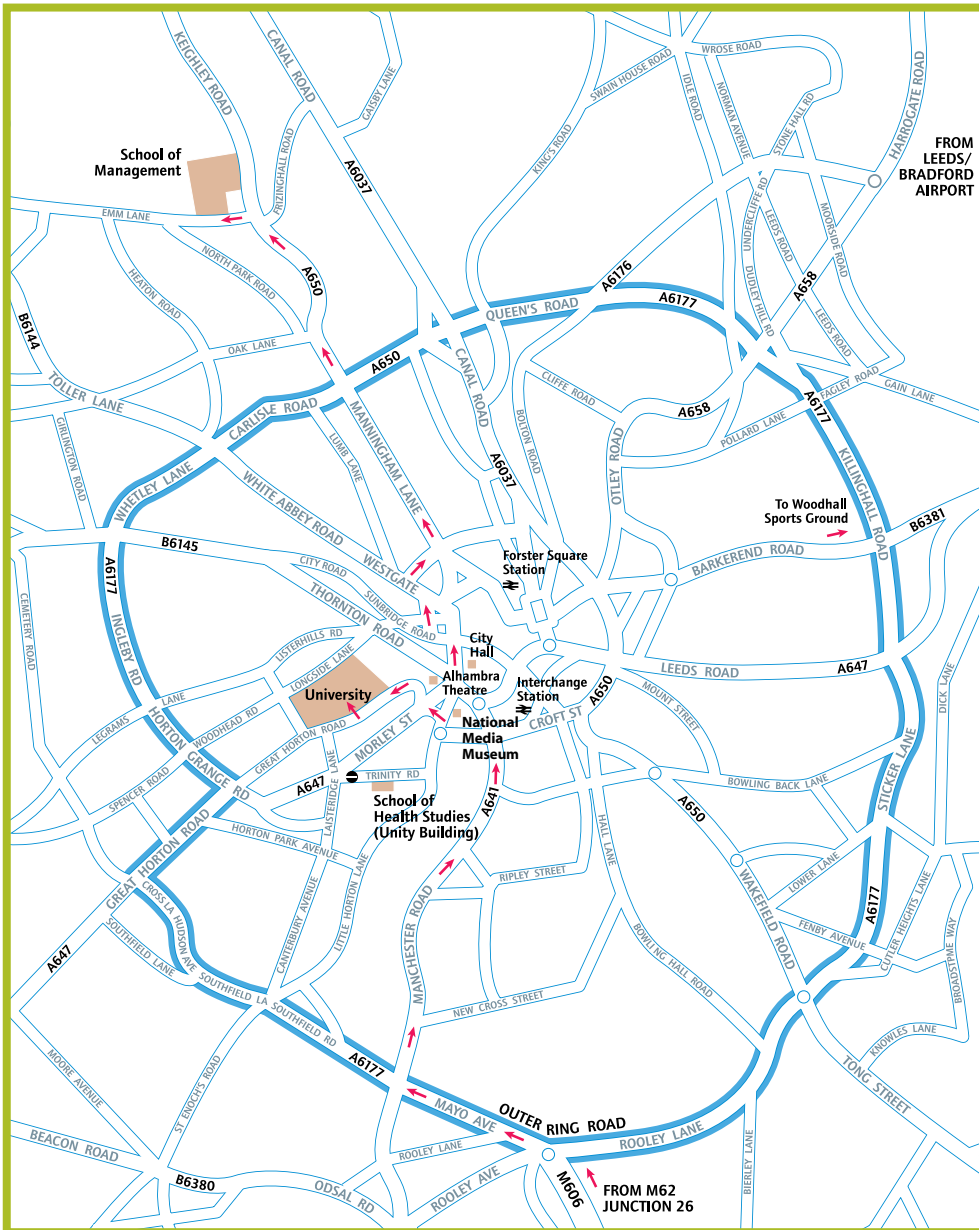 KEIGHLEY ROAD
CANAL ROAD
GAISBY LANE
WROSE ROAD
SWAIN HOUSE ROAD
IDLE ROAD
NORMAN AVENUE
STONE HALL RD
HARROGATE ROAD
FROM
LEEDS/
BRADFORD
AIRPORT
School of
Management
FRIZINGHALL ROAD
A6037
KING'S ROAD
EMM LANE
UNDERCLIFFE RD
LEEDS ROAD
MOORSIDE ROAD
NORTH PARK ROAD
HEATON ROAD
A650
A6176
A6177
DUDLEY HILL RD
A658
B6144
QUEEN'S ROAD
OAK LANE
A650
CANAL ROAD
LEEDS ROAD
TOLLER LANE
CLIFFE ROAD
A658
FAGLEY ROAD
GAIN LANE
CARLISLE ROAD
MANNINGHAM LANE
BOLTON ROAD
A6177
GIRLINGTON ROAD
LUMB LANE
OTLEY ROAD
POLLARD LANE
KILLINGHALL ROAD
WHETLEY LANE
WHITE ABBEY ROAD
A6037
To Woodhall
Sports Ground
B6381
B6145
WESTGATE
Forster Square
Station
BARKEREND ROAD
A6177
CITY ROAD
THORNTON ROAD
SUNBRIDGE ROAD
CEMETERY ROAD
INGLEBY RD
LISTERHILLS RD
City
Hall
LONGSIDE LANE
LEEDS ROAD
A647
University
Alhambra
Theatre
Interchange
Station
A650
MOUNT STREET
DICK LANE
LEGRAMS LANE
WOODHEAD RD
HORTON GRANGE RD
GREAT HORTON ROAD
MORLEY ST
CROFT ST
National
Media
Museum
SPENCER ROAD
A647
TRINITY RD
LAISTERIDGE LANE
School of
Health Studies
(Unity Building)
A641
BOWLING BACK LANE
STICKER LANE
A650
GREAT HORTON ROAD
HORTON PARK AVENUE
HALL LANE
RIPLEY STREET
LOWER LANE
WAKEFIELD ROAD
CROSS LA
HUDSON AVE
CANTERBURY AVENUE
LITTLE HORTON LANE
MANCHESTER ROAD
A6177
CUTLER HEIGHTS LANE
FENBY AVENUE
A647
SOUTHFIELD LANE
BOWLING HALL ROAD
BROADSTPME WAY
SOUTHFIELD LA
SOUTHFIELD RD
NEW CROSS STREET
KNOWLES LANE
MOORE AVENUE
ST ENOCH'S ROAD
A6177
TONG STREET
MAYO AVE
OUTER RING ROAD
BEACON ROAD
ROOLEY LANE
ROOLEY LANE
BIERLEY LANE
B6380
ODSAL RD
ROOLEY AVE
M606
FROM M62
JUNCTION 26